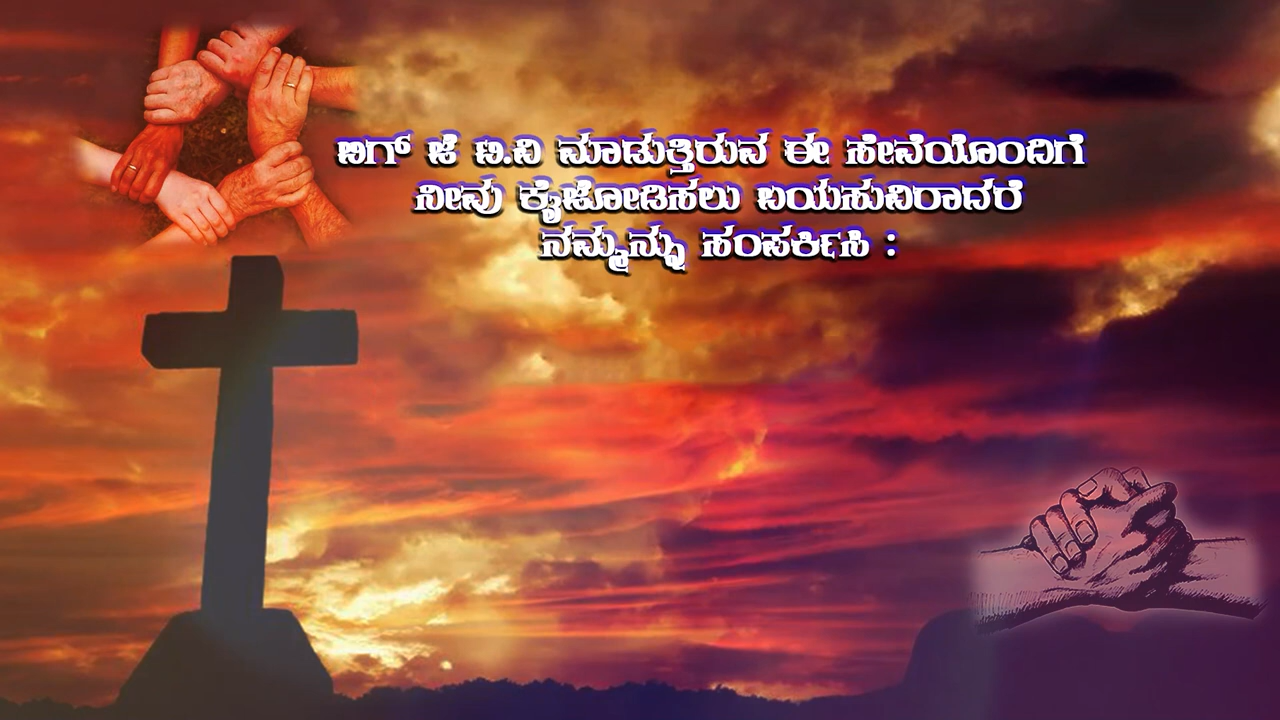 ಬಿಗ್ ಜೆ ಟಿ.ವಿ ಮಾಡುತ್ತಿರುವ ಈ ಸೇವೆಯೊಂದಿಗೆ
ನೀವು ಕೈಜೋಡಿಸಲು ಬಯಸುವಿರಾದರೆ
ನಮ್ಮನ್ನು ಸಂಪರ್ಕಿಸಿ :